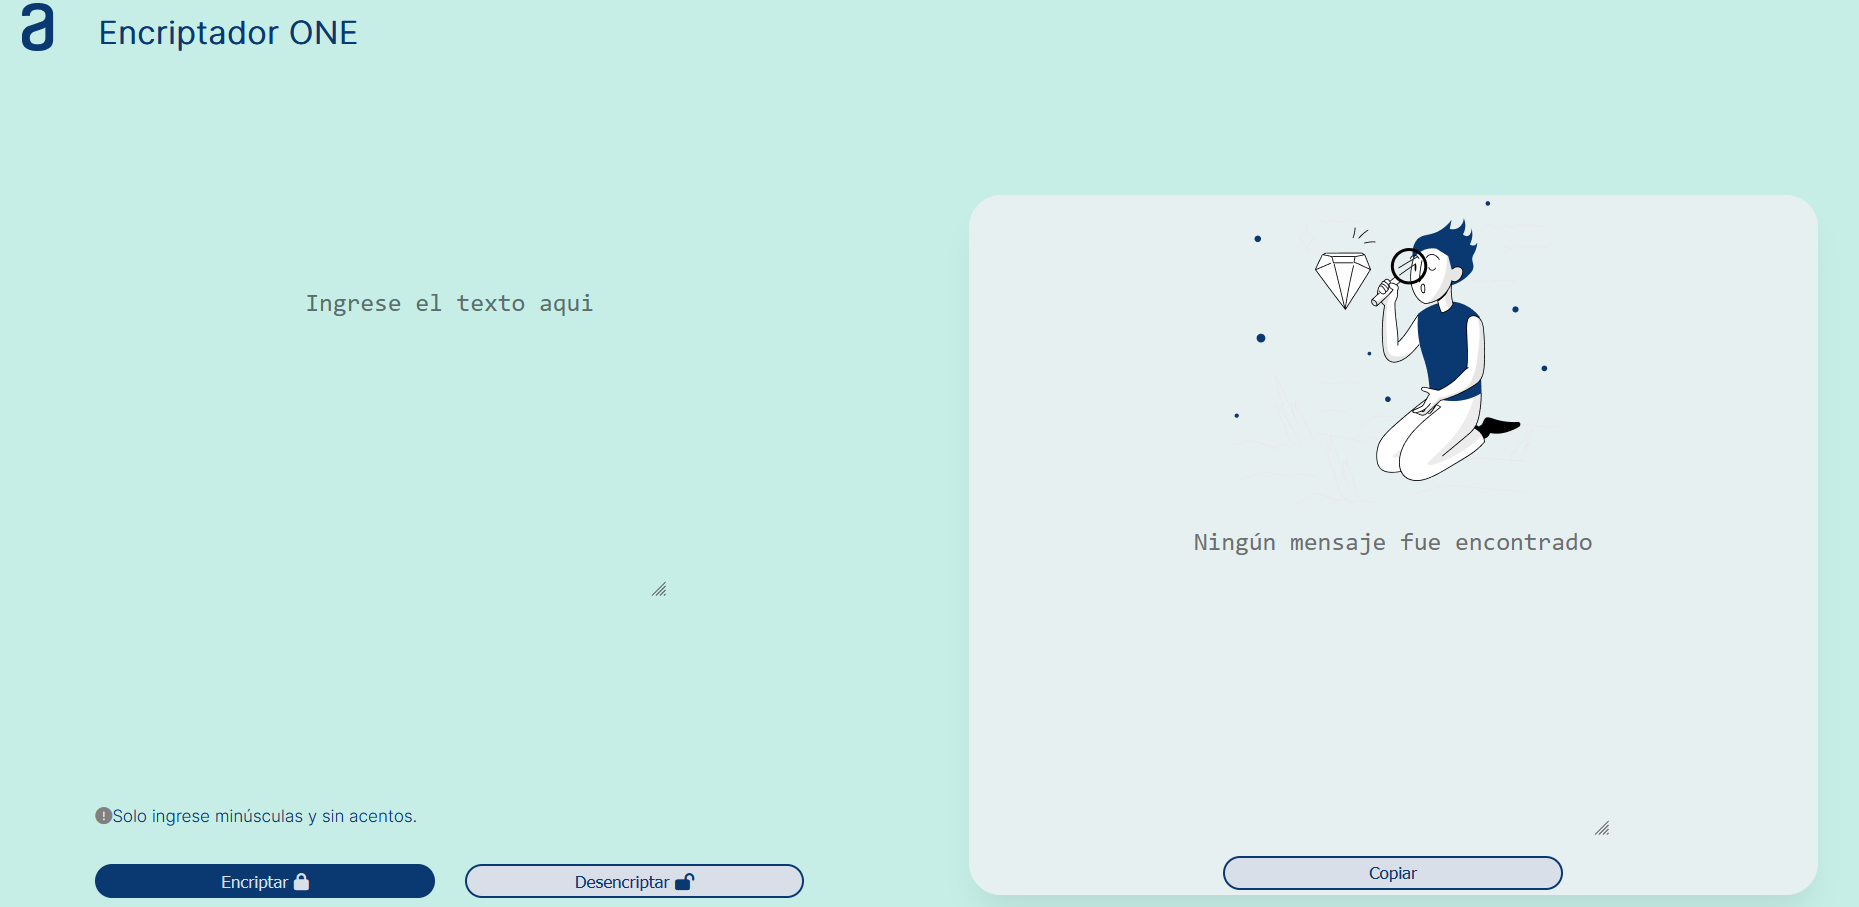 a
Encriptador ONE
Ingrese el texto aqui
Ningún mensaje fue encontrado
Solo ingrese minúsculas y sin acentos.
Encriptar
Desencriptar
Copiar